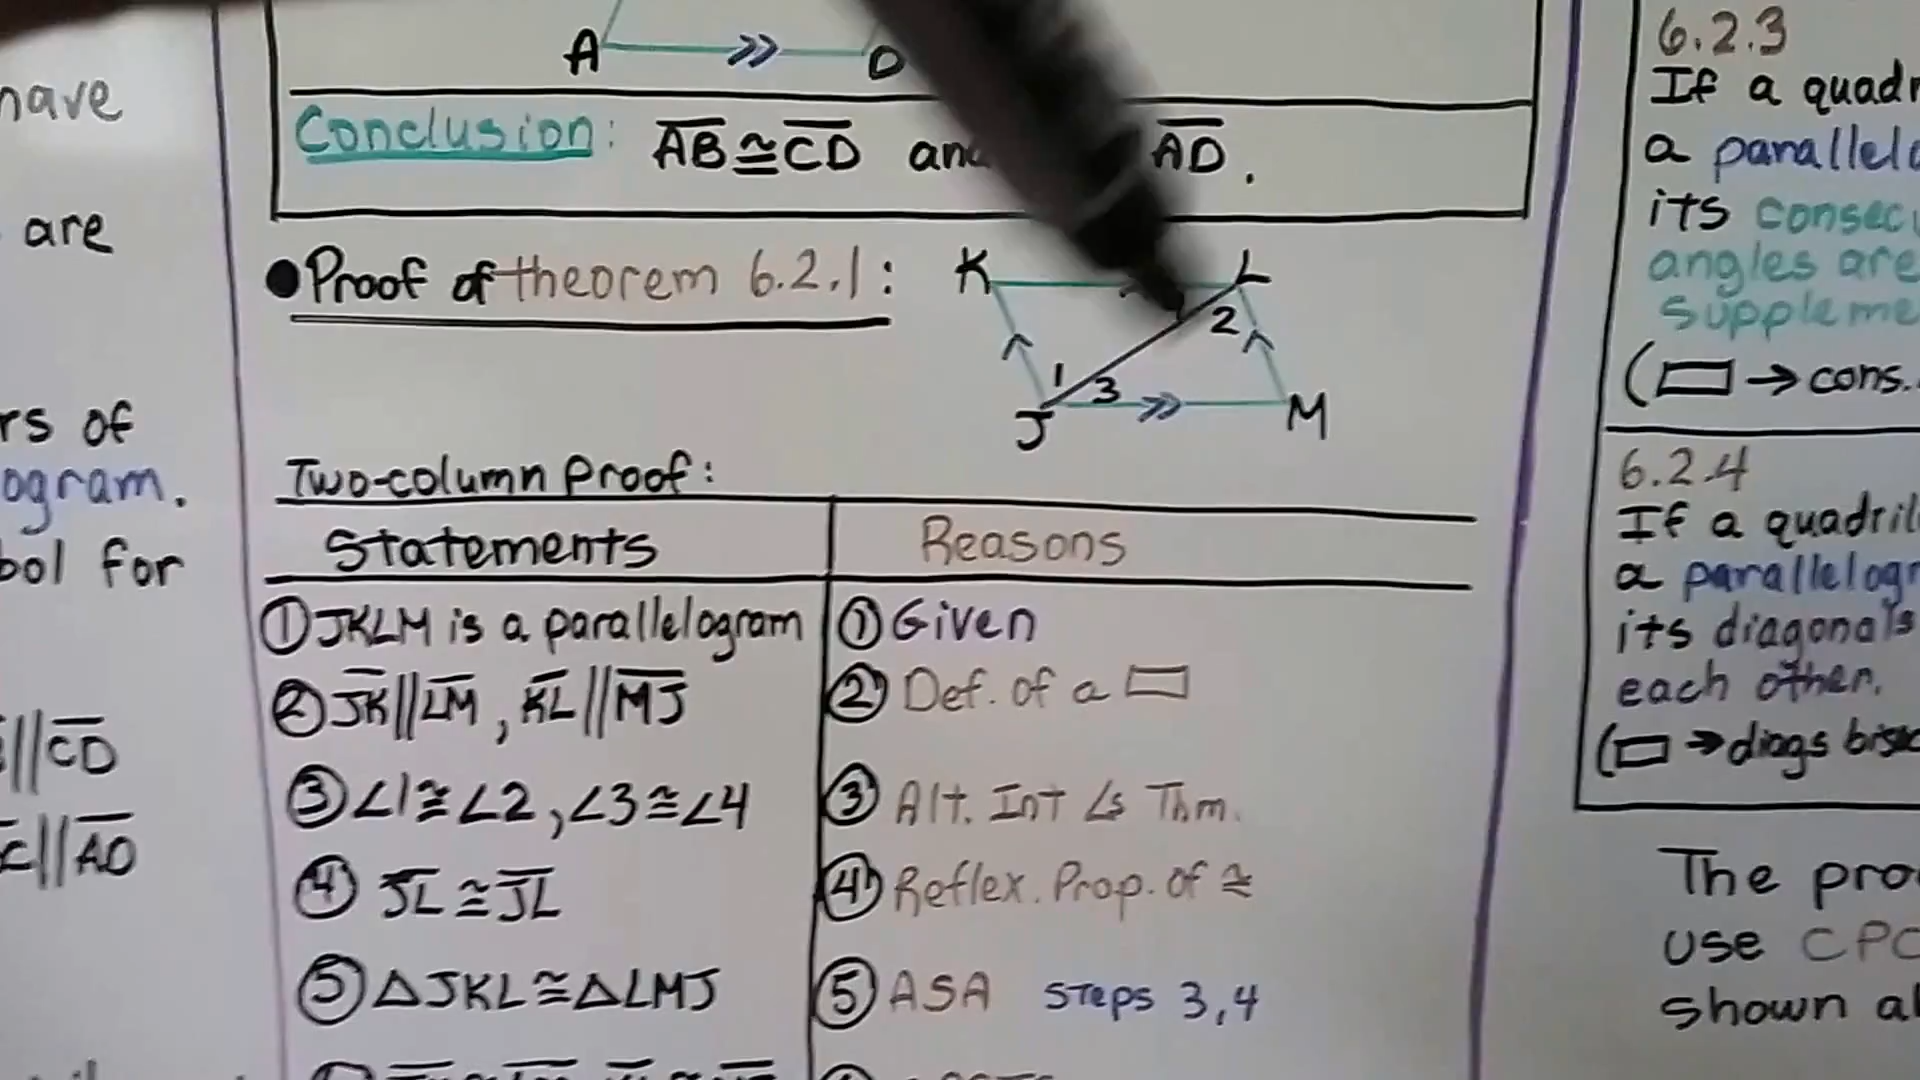 have
are
rs of
ogram.
bol for
//CD
//AD
A
D
Conclusion: AB≅CD and AD.
●Proof of theorem 6.2.1:
K
L
1
2
3
J
M
Two-column Proof:
Statements
Reasons
① JKLM is a parallelogram
① Given
② JK//LM, KL//MJ
② Def. of a ▱
③ ∠1≅∠2, ∠3≅∠4
③ Alt. Int ∠s Thm.
④ JL≅JL
④ Reflex. Prop. of ≅
⑤ △JKL≅△LMJ
⑤ ASA steps 3,4
6.2.3
If a quadr
a parallel
its consecu
angles are
suppleme
(▱→cons.
6.2.4
If a quadril
a parallelogr
its diagonals
each other.
(▱→diags bisec
The pro
use CPC
shown a